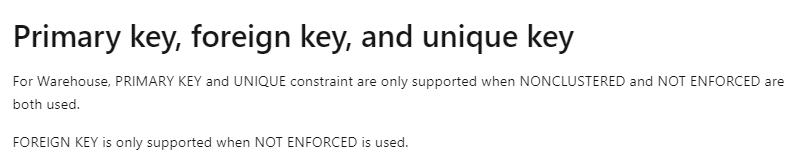 Primary key, foreign key, and unique key
For Warehouse, PRIMARY KEY and UNIQUE constraint are only supported when NONCLUSTERED and NOT ENFORCED are
both used.
FOREIGN KEY is only supported when NOT ENFORCED is used.